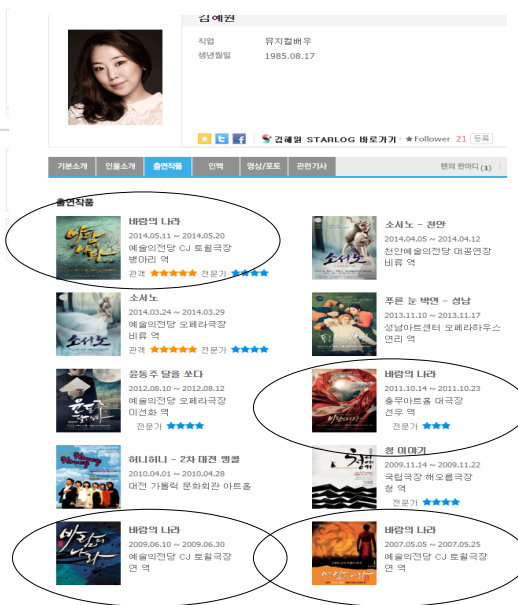 김혜원
직업 뮤지컬배우
생년월일 1985.08.17
김혜원 STARLOG 바로가기 ★Follower 21 등록
기본소개 인물소개 출연작품 인맥 영상/포토 관련기사 팬의 한마디(1)
출연작품
바람의 나라
2014.05.11 ~ 2014.05.20
예술의전당 CJ 토월극장
병아리 역
관객 ★★★★★ 전문가 ★★★★
소서노 - 천안
2014.04.05 ~ 2014.04.12
천안예술의전당 대공연장
비류 역
소서노
2014.03.24 ~ 2014.03.29
예술의전당 오페라극장
비류 역
관객 ★★★★★ 전문가 ★★★★
푸른 눈 박연 - 성남
2013.11.10 ~ 2013.11.17
성남아트센터 오페라하우스
연리 역
윤동주 달을 쏘다
2012.08.10 ~ 2012.08.12
예술의전당 오페라극장
이선화 역
전문가 ★★★★
바람의 나라
2011.10.14 ~ 2011.10.23
충무아트홀 대극장
선우 역
전문가 ★★★
허니허니 - 2차 대전 앵콜
2010.04.01 ~ 2010.04.28
대전 가톨릭 문화회관 아트홀
청 이야기
2009.11.14 ~ 2009.11.22
국립극장 해오름극장
청 역
전문가 ★★★★
바람의 나라
2009.06.10 ~ 2009.06.30
예술의전당 CJ 토월극장
연 역
바람의 나라
2007.05.05 ~ 2007.05.25
예술의전당 CJ 토월극장
연 역